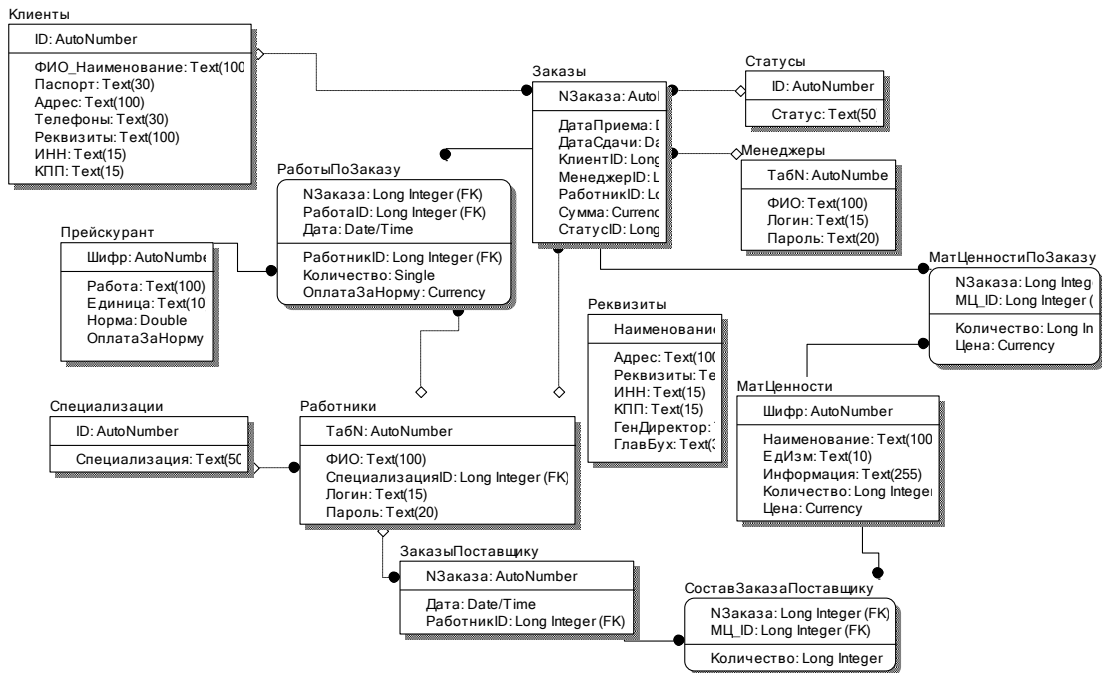 Клиенты
ID: AutoNumber
ФИО_Наименование: Text(100
Паспорт: Text(30)
Адрес: Text(100)
Телефоны: Text(30)
Реквизиты: Text(100)
ИНН: Text(15)
КПП: Text(15)
Заказы
NЗаказа: Auto
ДатаПриема:
ДатаСдачи: Da
КлиентID: Long
МенеджерID: L
РаботникID: Lo
Сумма: Currenc
СтатусID: Long
Статусы
ID: AutoNumber
Статус: Text(50
Менеджеры
ТабN: AutoNumbe
ФИО: Text(100)
Логин: Text(15)
Пароль: Text(20)
РаботыПоЗаказу
NЗаказа: Long Integer (FK)
РаботаID: Long Integer (FK)
Дата: Date/Time
РаботникID: Long Integer (FK)
Количество: Single
ОплатаЗаНорму: Currency
Прейскурант
Шифр: AutoNumbe
Работа: Text(100)
Единица: Text(10
Норма: Double
ОплатаЗаНорму
МатЦенностиПоЗаказу
NЗаказа: Long Integ
МЦ_ID: Long Integer (
Количество: Long In
Цена: Currency
Реквизиты
Наименование
Адрес: Text(100
Реквизиты: Te
ИНН: Text(15)
КПП: Text(15)
ГенДиректор:
ГлавБух: Text(
МатЦенности
Шифр: AutoNumber
Наименование: Text(100
ЕдИзм: Text(10)
Информация: Text(255)
Количество: Long Integer
Цена: Currency
Специализации
ID: AutoNumber
Специализация: Text(50
Работники
ТабN: AutoNumber
ФИО: Text(100)
СпециализацияID: Long Integer (FK)
Логин: Text(15)
Пароль: Text(20)
ЗаказыПоставщику
NЗаказа: AutoNumber
Дата: Date/Time
РаботникID: Long Integer (FK)
СоставЗаказаПоставщику
NЗаказа: Long Integer (FK)
МЦ_ID: Long Integer (FK)
Количество: Long Integer